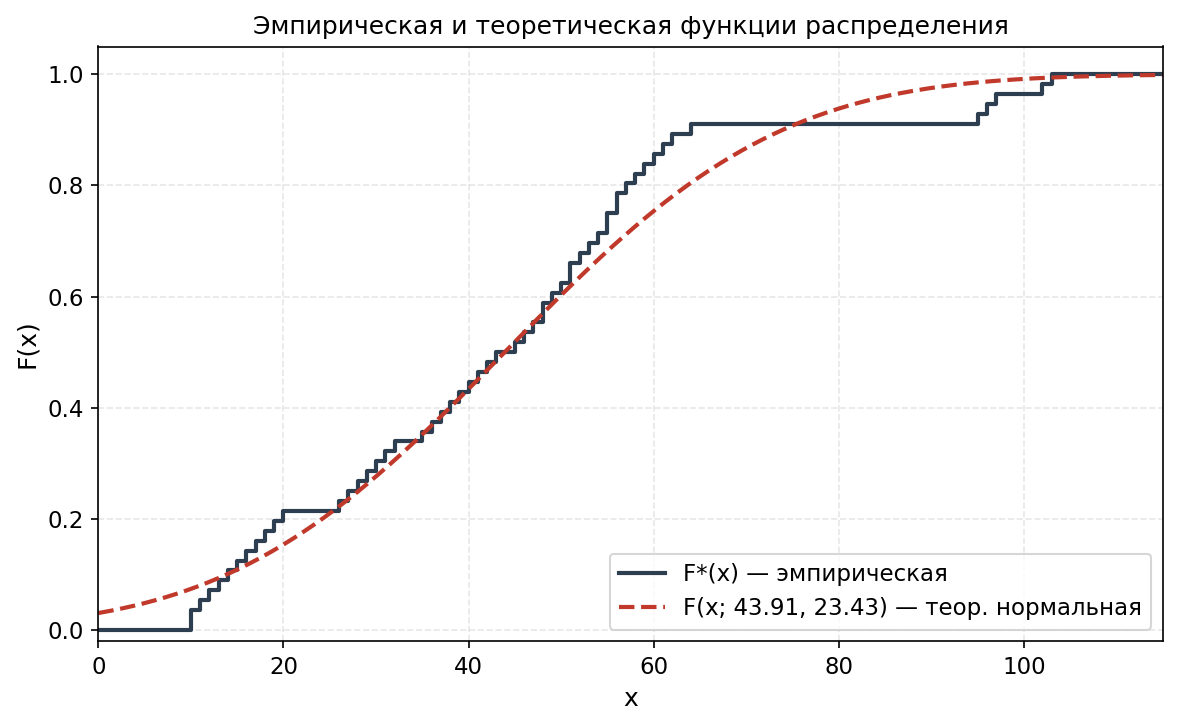 Эмпирическая и теоретическая функции распределения
1.0
0.8
0.6
0.4
0.2
0.0
F(x)
F*(x) — эмпирическая
F(x; 43.91, 23.43) — теор. нормальная
0 20 40 60 80 100
x